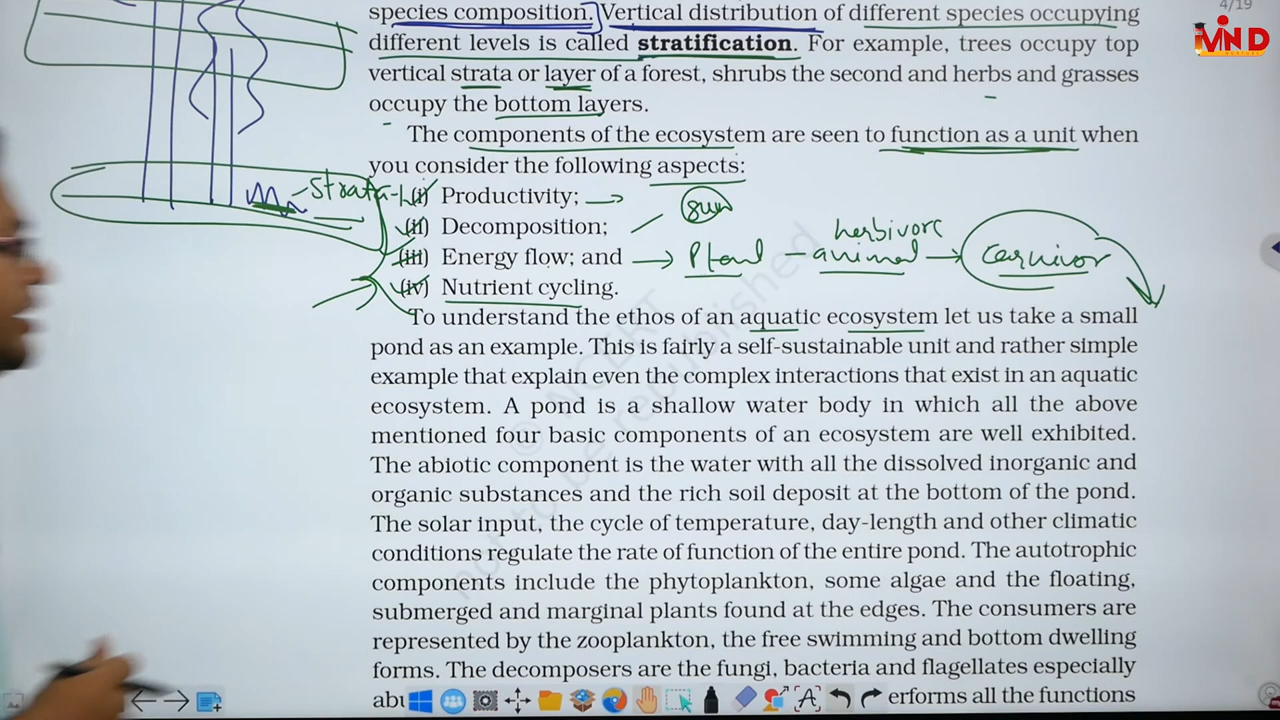 4/19
MIND
species composition. Vertical distribution of different species occupying
different levels is called stratification. For example, trees occupy top
vertical strata or layer of a forest, shrubs the second and herbs and grasses
occupy the bottom layers.
The components of the ecosystem are seen to function as a unit when
you consider the following aspects:
Strata-1 (i) Productivity; sun
(ii) Decomposition; herbivore
(iii) Energy flow; and → Plant – animal → carnivor
(iv) Nutrient cycling.
To understand the ethos of an aquatic ecosystem let us take a small
pond as an example. This is fairly a self-sustainable unit and rather simple
example that explain even the complex interactions that exist in an aquatic
ecosystem. A pond is a shallow water body in which all the above
mentioned four basic components of an ecosystem are well exhibited.
The abiotic component is the water with all the dissolved inorganic and
organic substances and the rich soil deposit at the bottom of the pond.
The solar input, the cycle of temperature, day-length and other climatic
conditions regulate the rate of function of the entire pond. The autotrophic
components include the phytoplankton, some algae and the floating,
submerged and marginal plants found at the edges. The consumers are
represented by the zooplankton, the free swimming and bottom dwelling
forms. The decomposers are the fungi, bacteria and flagellates especially
erforms all the functions
© NCERT
not to be republished